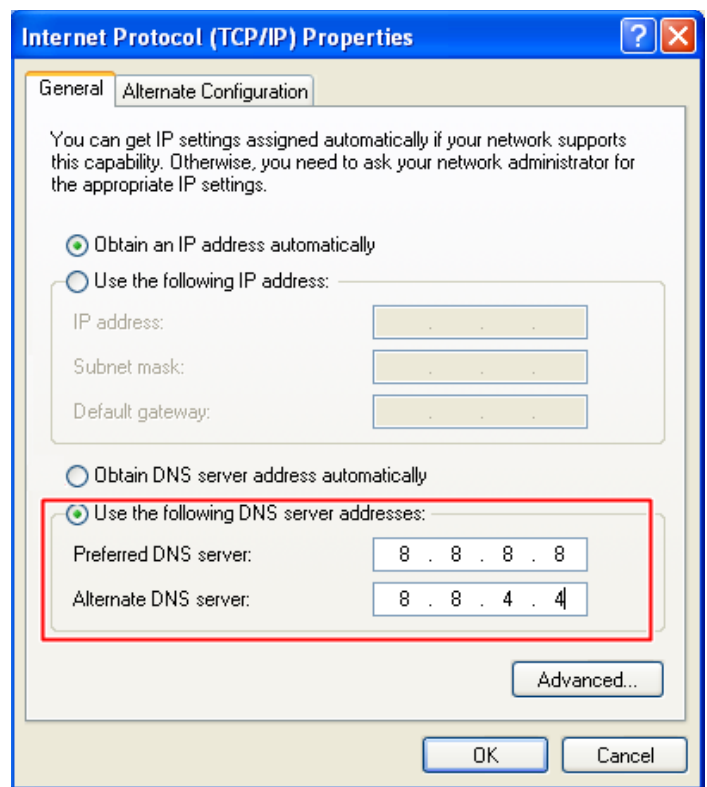 Internet Protocol (TCP/IP) Properties
General
Alternate Configuration
You can get IP settings assigned automatically if your network supports
this capability. Otherwise, you need to ask your network administrator for
the appropriate IP settings.
Obtain an IP address automatically
Use the following IP address:
IP address:
Subnet mask:
Default gateway:
Obtain DNS server address automatically
Use the following DNS server addresses:
Preferred DNS server: 8 . 8 . 8 . 8
Alternate DNS server: 8 . 8 . 4 . 4
Advanced...
OK Cancel